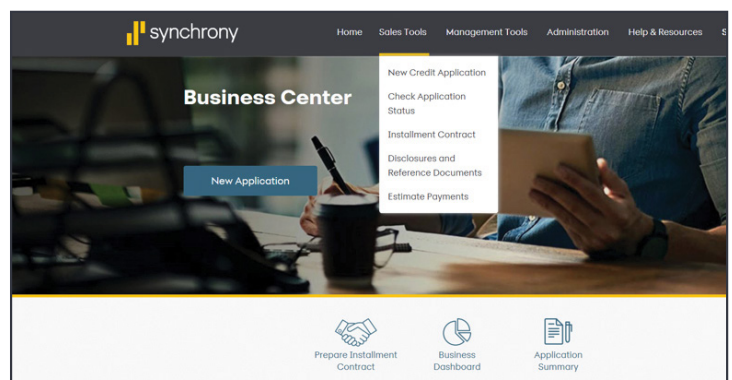 synchrony
Home Sales Tools Management Tools Administration Help & Resources S
New Credit Application
Check Application
Status
Installment Contract
Disclosures and
Reference Documents
Estimate Payments
Business Center
New Application
Prepare Installment
Contract
Business
Dashboard
Application
Summary